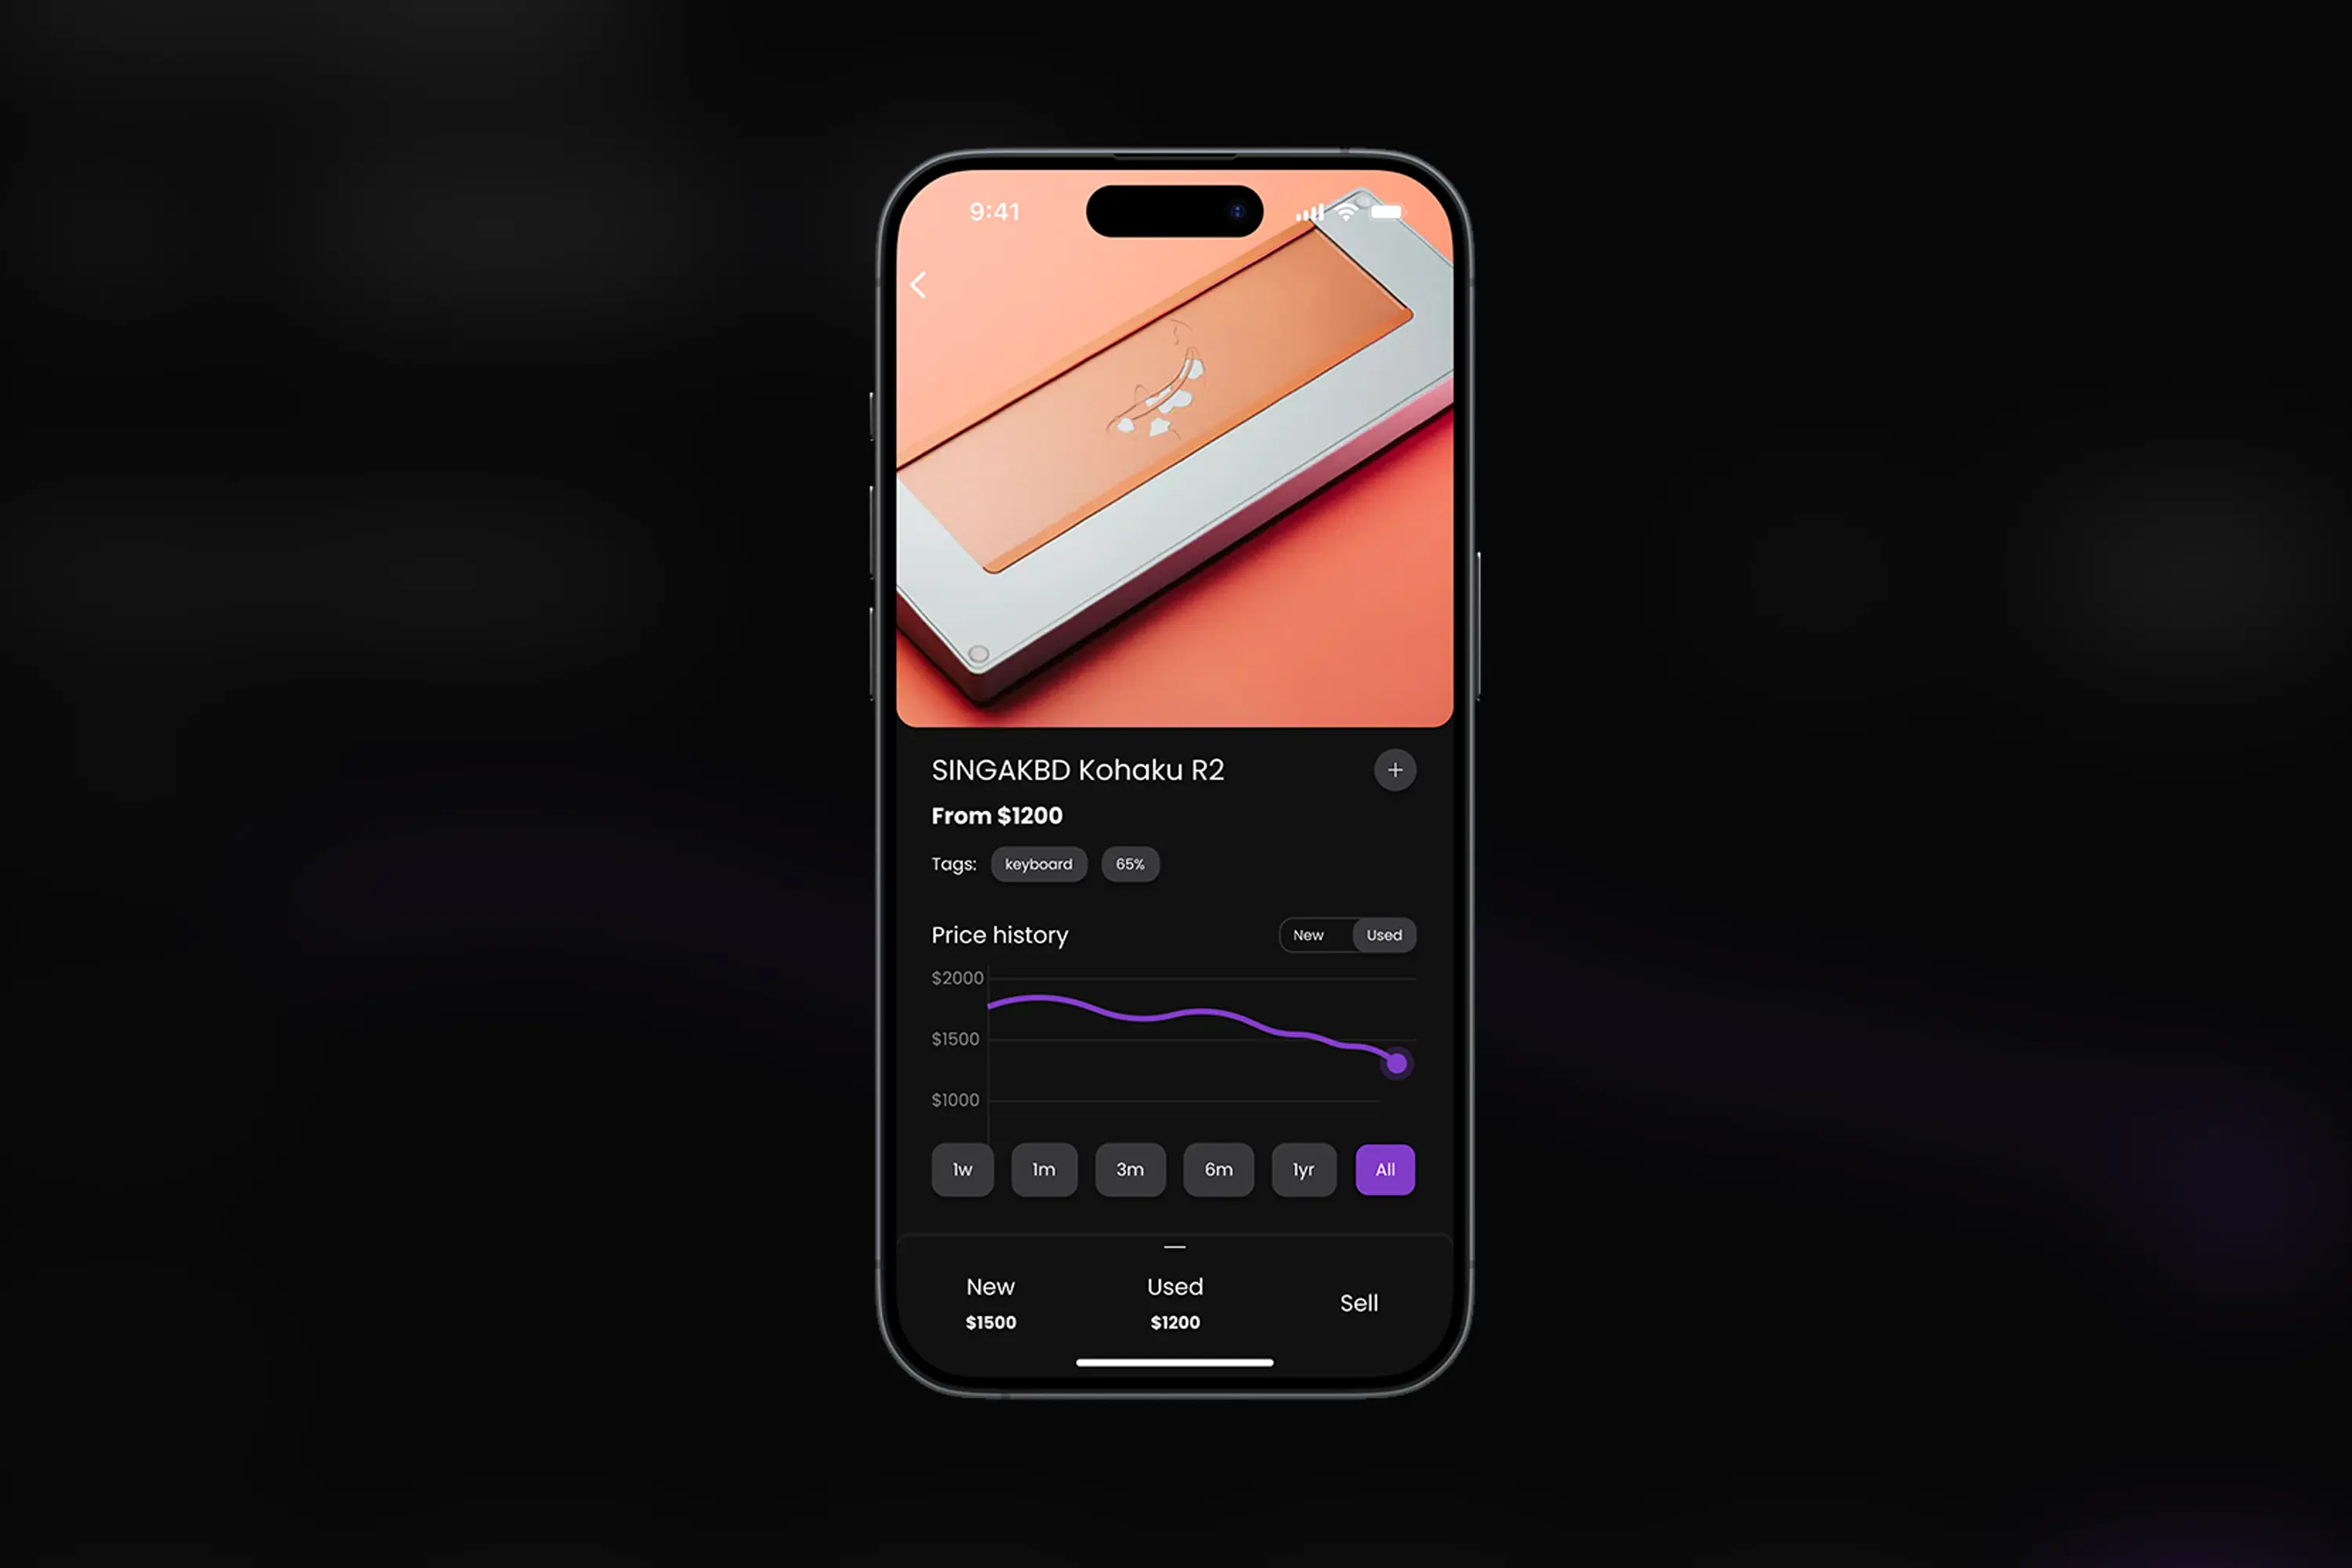 9:41
SINGAKBD Kohaku R2
+
From $1200
Tags: keyboard 65%
Price history New Used
$2000
$1500
$1000
1w 1m 3m 6m 1yr All
New Used Sell
$1500 $1200